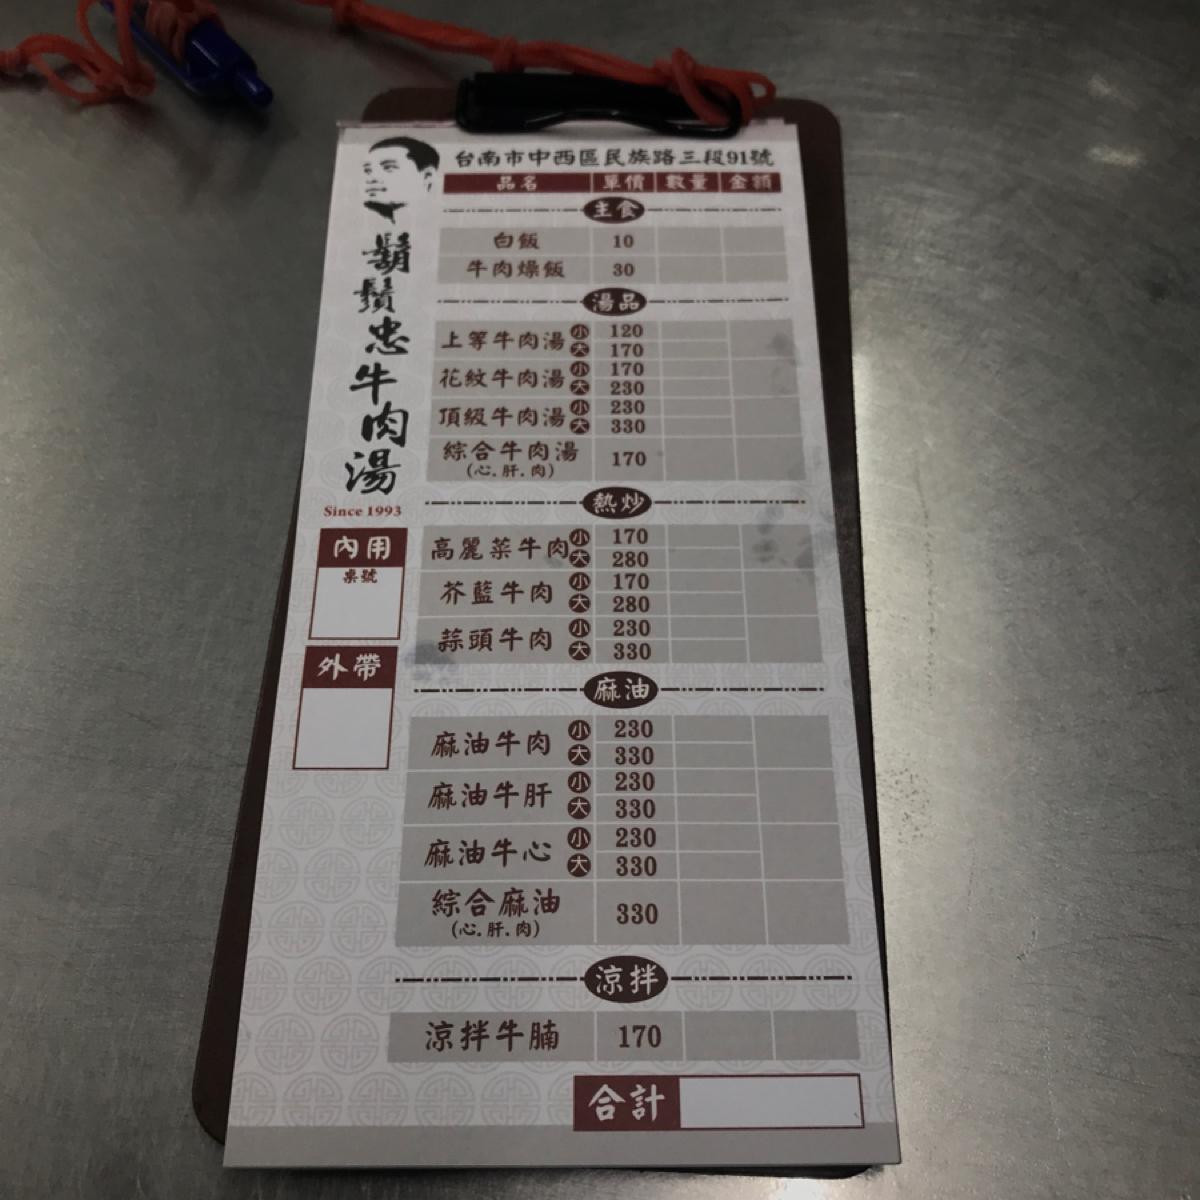 台南市中西區民族路三段91號
鬍鬚忠牛肉湯
Since 1993
內用
桌號
外帶
品名 單價 數量 金額
主食
白飯 10
牛肉燥飯 30
湯品
上等牛肉湯 小 120
大 170
花紋牛肉湯 小 170
大 230
頂級牛肉湯 小 230
大 330
綜合牛肉湯 170
(心.肝.肉)
熱炒
高麗菜牛肉 小 170
大 280
芥藍牛肉 小 170
大 280
蒜頭牛肉 小 230
大 330
麻油
麻油牛肉 小 230
大 330
麻油牛肝 小 230
大 330
麻油牛心 小 230
大 330
綜合麻油 330
(心.肝.肉)
涼拌
涼拌牛腩 170
合計